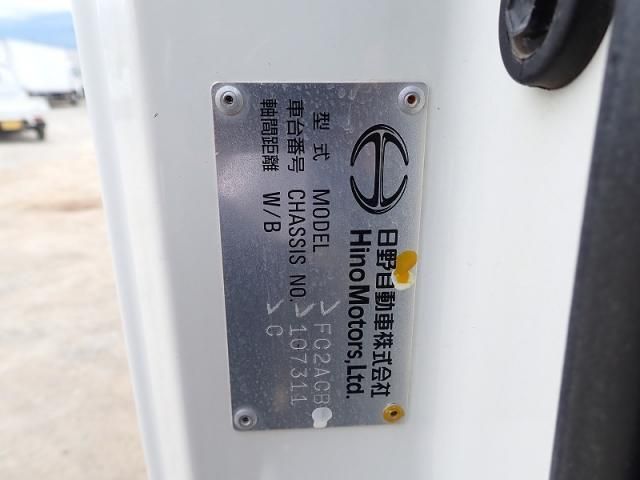 日野自動車株式会社
Hino Motors, Ltd.
型式 MODEL FC2ACB
車台番号 CHASSIS NO. 107311
軸間距離 W/B C